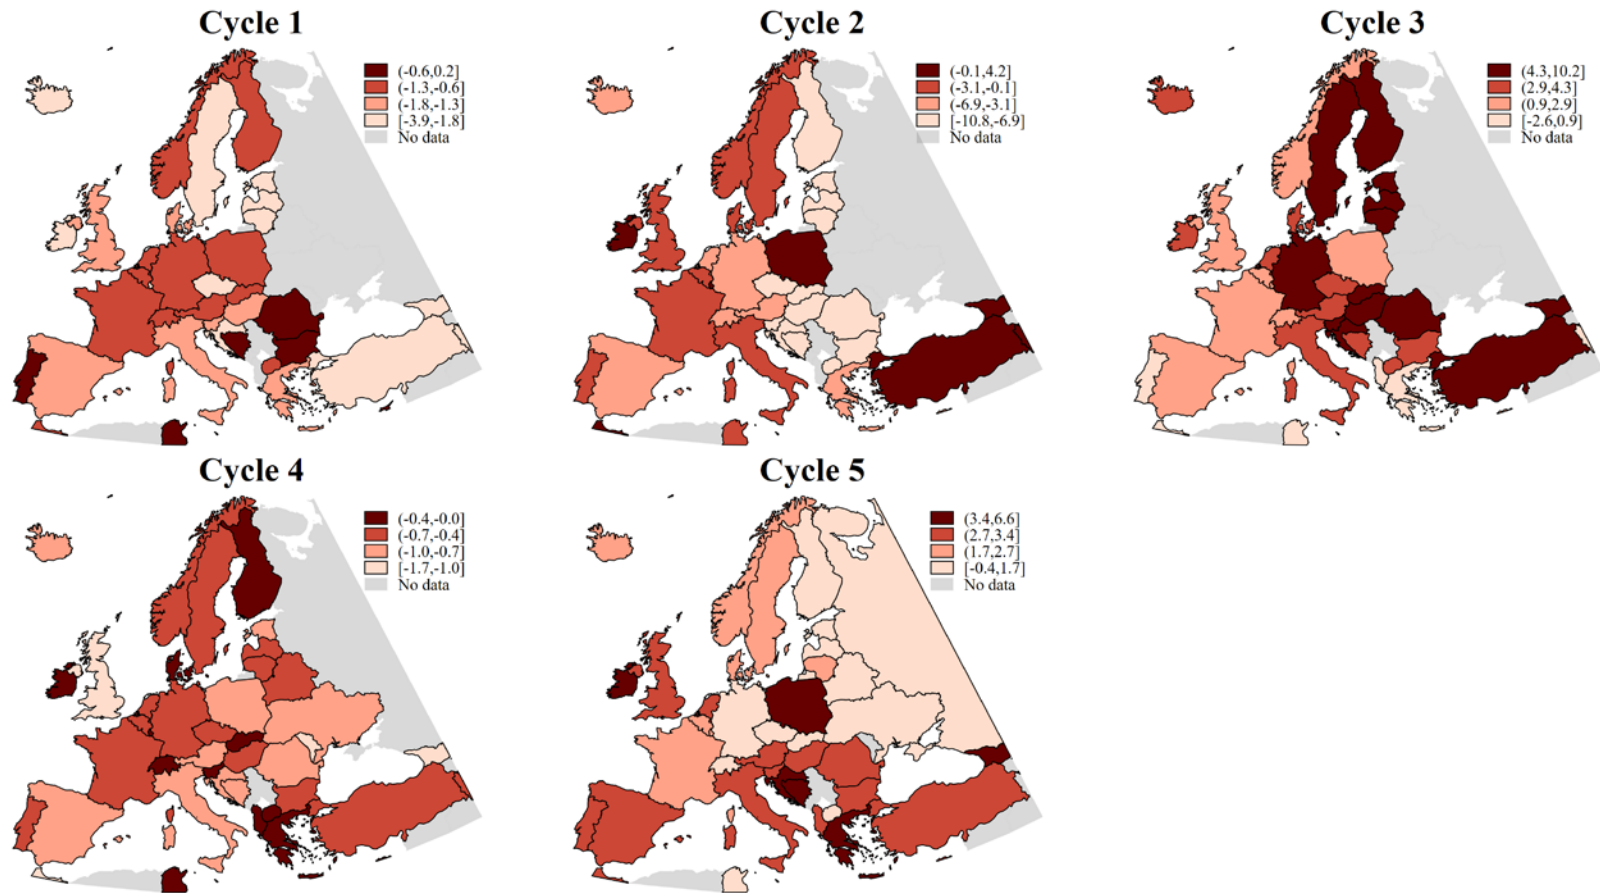 Cycle 1
(-0.6,0.2]
(-1.3,-0.6]
(-1.8,-1.3]
[-3.9,-1.8]
No data
Cycle 2
(-0.1,4.2]
(-3.1,-0.1]
(-6.9,-3.1]
[-10.8,-6.9]
No data
Cycle 3
(4.3,10.2]
(2.9,4.3]
(0.9,2.9]
[-2.6,0.9]
No data
Cycle 4
(-0.4,-0.0]
(-0.7,-0.4]
(-1.0,-0.7]
[-1.7,-1.0]
No data
Cycle 5
(3.4,6.6]
(2.7,3.4]
(1.7,2.7]
[-0.4,1.7]
No data